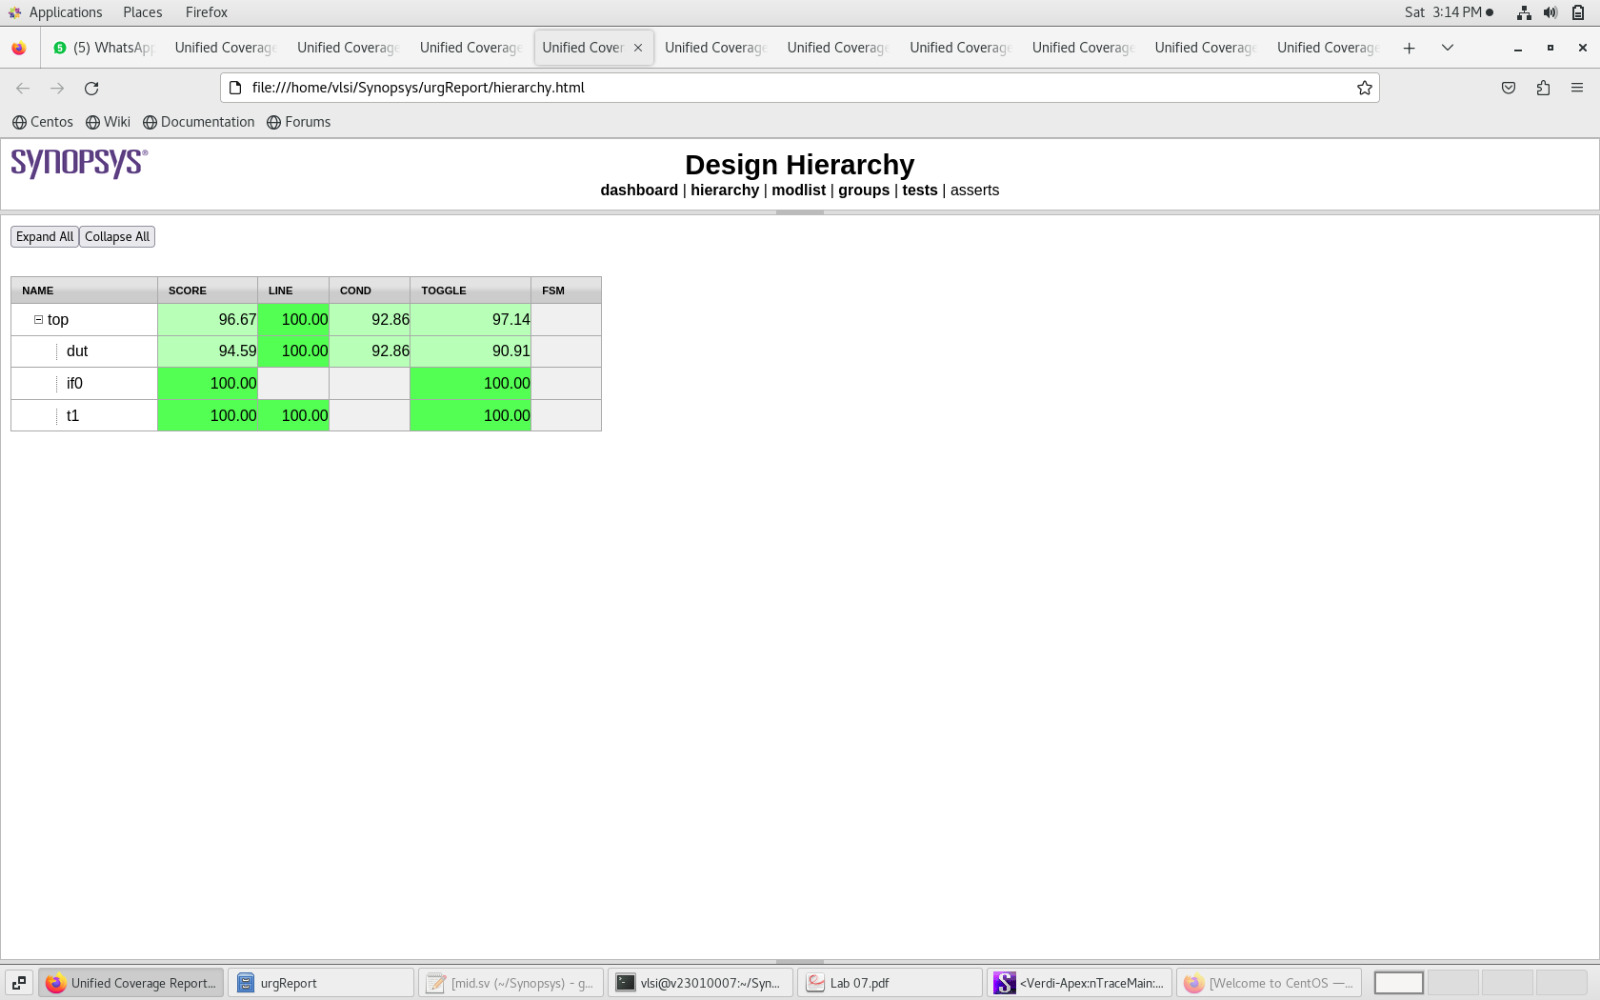 Applications Places Firefox Sat 3:14 PM
(5) WhatsApp Unified Coverage Unified Coverage Unified Coverage Unified Cover Unified Coverage Unified Coverage Unified Coverage Unified Coverage Unified Coverage Unified Coverage
file:///home/vlsi/Synopsys/urgReport/hierarchy.html
Centos Wiki Documentation Forums
SYNOPSYS®
Design Hierarchy
dashboard | hierarchy | modlist | groups | tests | asserts
Expand All Collapse All
NAME SCORE LINE COND TOGGLE FSM
top 96.67 100.00 92.86 97.14
dut 94.59 100.00 92.86 90.91
if0 100.00 100.00
t1 100.00 100.00 100.00
Unified Coverage Report... urgReport [mid.sv (~/Synopsys) - g... vlsi@v23010007:~/Syn... Lab 07.pdf <Verdi-Apex:nTraceMain:... [Welcome to CentOS —...